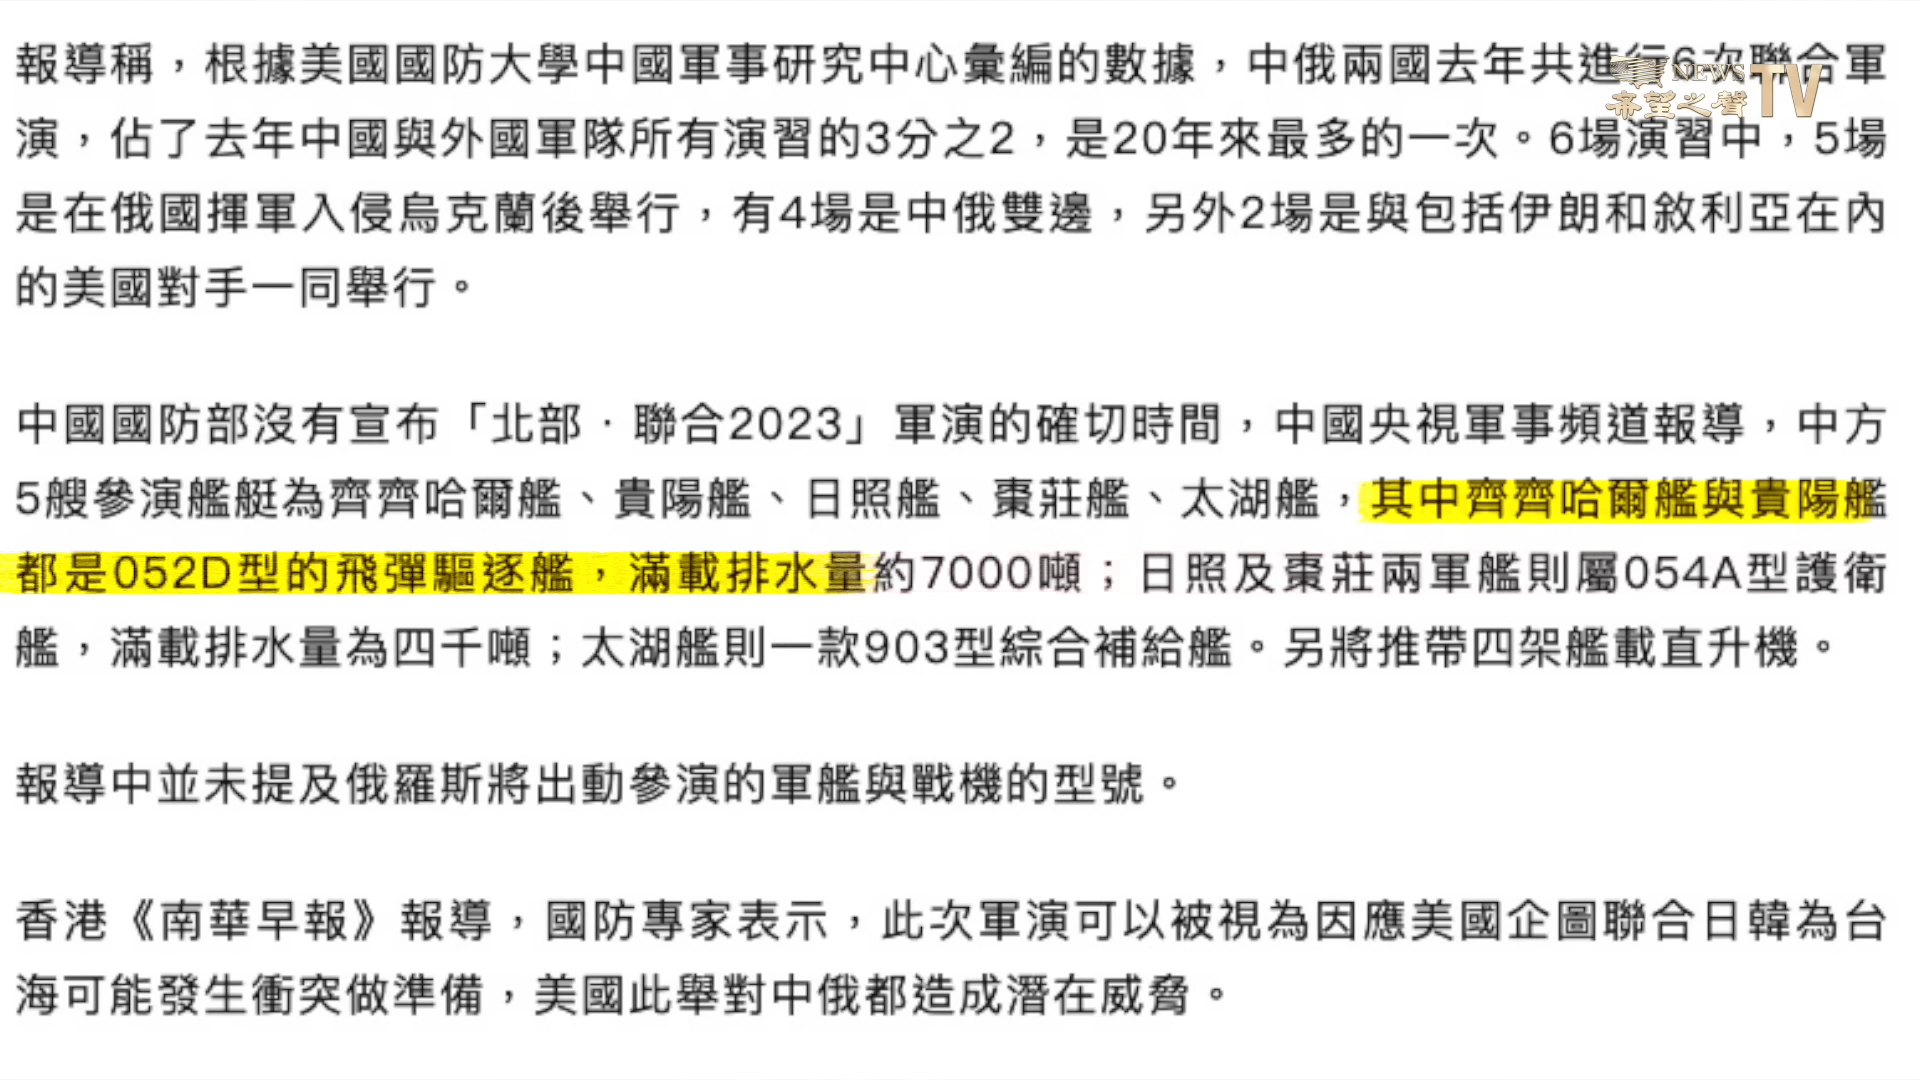 報導稱，根據美國國防大學中國軍事研究中心彙編的數據，中俄兩國去年共進行6次聯合軍
NEWS
希望之聲TV
演，佔了去年中國與外國軍隊所有演習的3分之2，是20年來最多的一次。6場演習中，5場
是在俄國揮軍入侵烏克蘭後舉行，有4場是中俄雙邊，另外2場是與包括伊朗和敘利亞在內
的美國對手一同舉行。
中國國防部沒有宣布「北部．聯合2023」軍演的確切時間，中國央視軍事頻道報導，中方
5艘參演艦艇為齊齊哈爾艦、貴陽艦、日照艦、棗莊艦、太湖艦，其中齊齊哈爾艦與貴陽艦
都是052D型的飛彈驅逐艦，滿載排水量約7000噸；日照及棗莊兩軍艦則屬054A型護衛
艦，滿載排水量為四千噸；太湖艦則一款903型綜合補給艦。另將推帶四架艦載直升機。
報導中並未提及俄羅斯將出動參演的軍艦與戰機的型號。
香港《南華早報》報導，國防專家表示，此次軍演可以被視為因應美國企圖聯合日韓為台
海可能發生衝突做準備，美國此舉對中俄都造成潛在威脅。